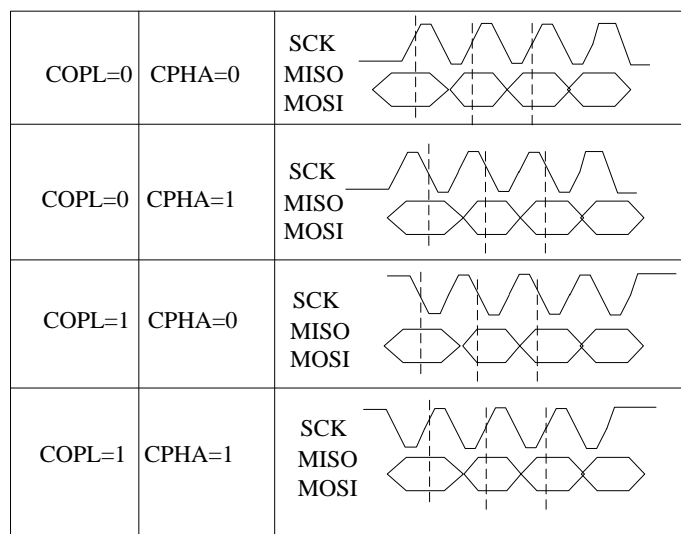 SCK
COPL=0 CPHA=0
MISO
MOSI
SCK
COPL=0 CPHA=1
MISO
MOSI
SCK
COPL=1 CPHA=0
MISO
MOSI
SCK
COPL=1 CPHA=1
MISO
MOSI